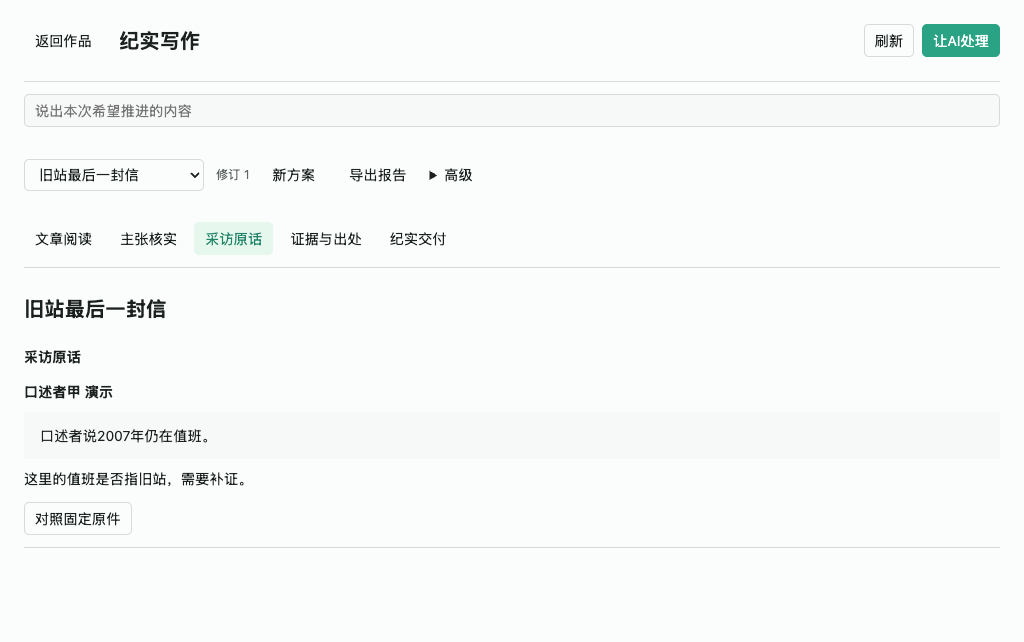 返回作品 纪实写作 刷新 让AI处理
说出本次希望推进的内容
旧站最后一封信 修订 1 新方案 导出报告 ▶ 高级
文章阅读 主张核实 采访原话 证据与出处 纪实交付
旧站最后一封信
采访原话
口述者甲 演示
口述者说2007年仍在值班。
这里的值班是否指旧站，需要补证。
对照固定原件